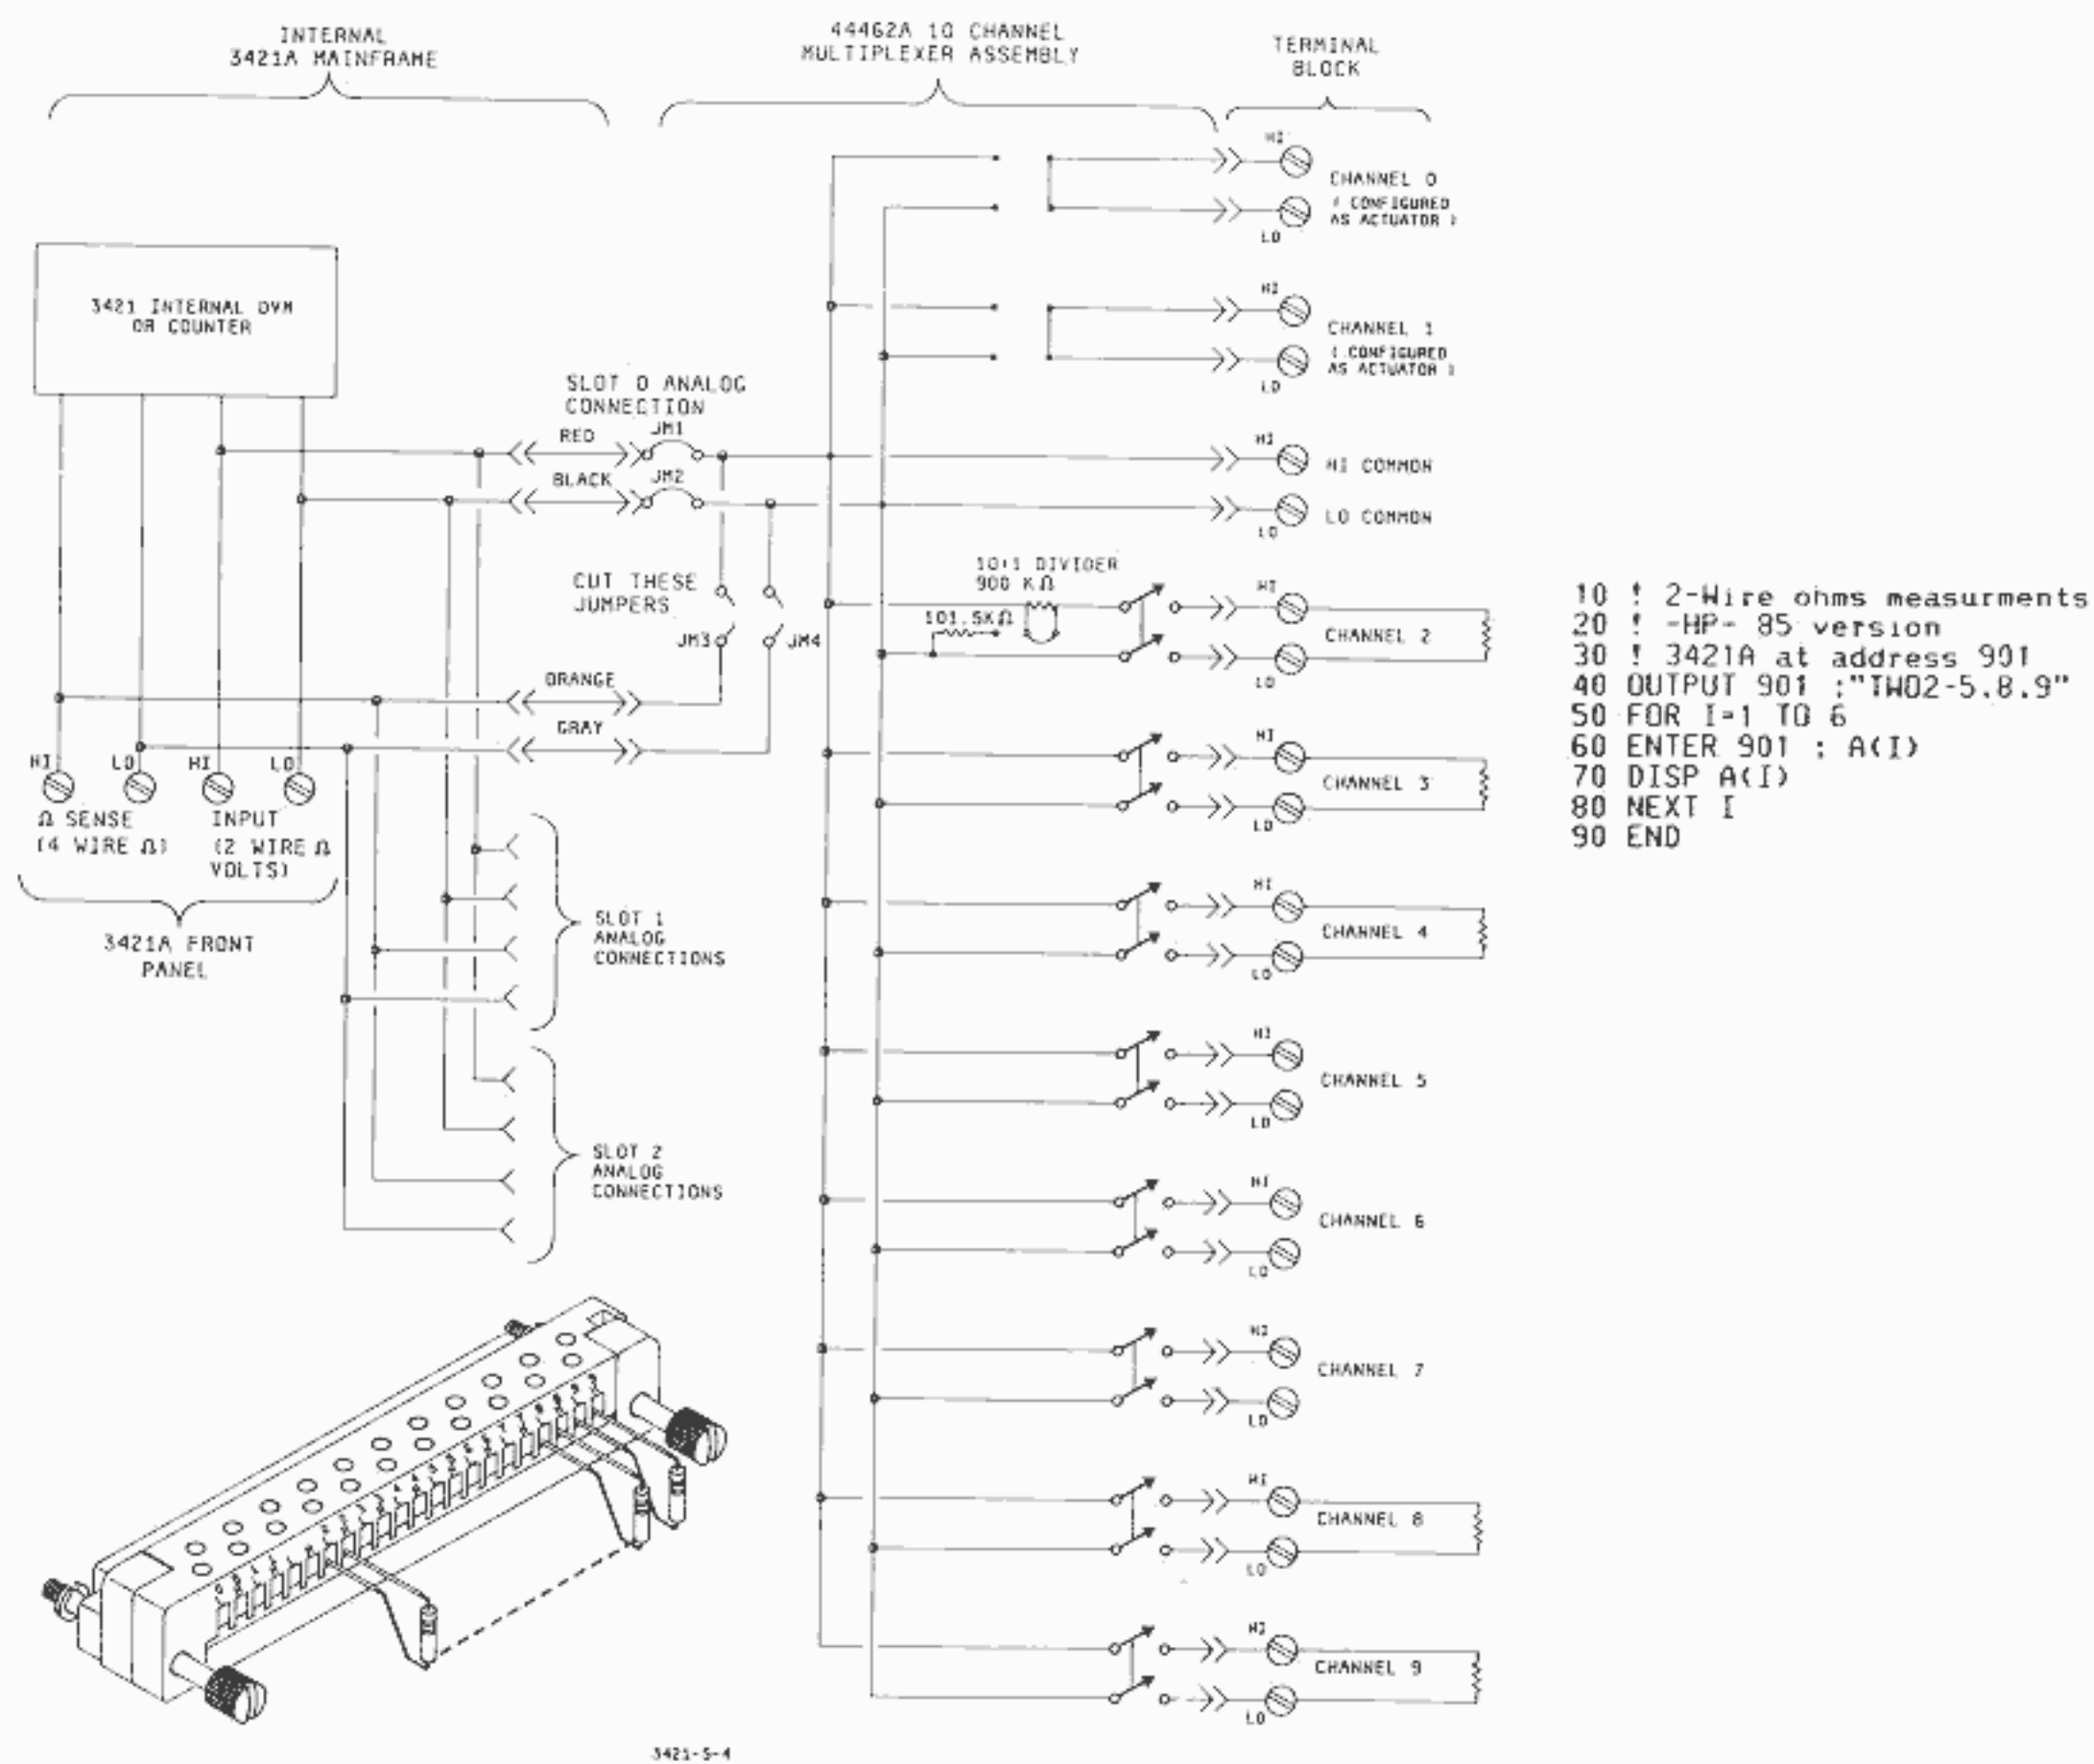 INTERNAL
3421A MAINFRAME
44462A 10 CHANNEL
MULTIPLEXER ASSEMBLY
TERMINAL
BLOCK
HI
CHANNEL 0
( CONFIGURED
AS ACTUATOR )
LO
3421 INTERNAL DVM
OR COUNTER
HI
CHANNEL 1
( CONFIGURED
AS ACTUATOR )
LO
SLOT 0 ANALOG
CONNECTION
RED
JM1
BLACK
JM2
HI
HI COMMON
LO COMMON
LO
CUT THESE
JUMPERS
JM3
JM4
10:1 DIVIDER
900 KΩ
101.5KΩ
HI
CHANNEL 2
LO
ORANGE
GRAY
HI
LO
HI
LO
Ω SENSE
(4 WIRE Ω)
INPUT
(2 WIRE Ω
VOLTS)
3421A FRONT
PANEL
HI
CHANNEL 3
LO
HI
CHANNEL 4
LO
SLOT 1
ANALOG
CONNECTIONS
HI
CHANNEL 5
LO
SLOT 2
ANALOG
CONNECTIONS
HI
CHANNEL 6
LO
HI
CHANNEL 7
LO
HI
CHANNEL 8
LO
HI
CHANNEL 9
LO
3421-5-4
10 ! 2-Wire ohms measurments
20 ! -HP- 85 version
30 ! 3421A at address 901
40 OUTPUT 901 ;"TWO2-5,8,9"
50 FOR I=1 TO 6
60 ENTER 901 ; A(I)
70 DISP A(I)
80 NEXT I
90 END